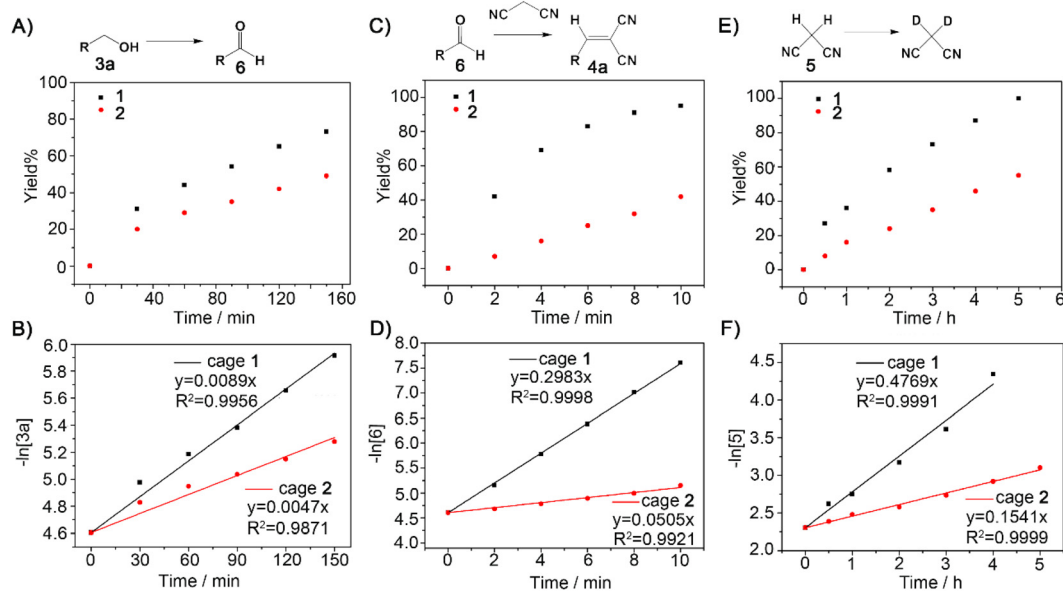 A)
3a
OH
R
O
H
6
1
2
Yield%
100
80
60
40
20
0
0 40 80 120 160
Time / min
B)
cage 1
y=0.0089x
R²=0.9956
cage 2
y=0.0047x
R²=0.9871
-ln[3a]
6.0
5.8
5.6
5.4
5.2
5.0
4.8
4.6
0 30 60 90 120 150
Time / min
C)
O
R
H
6
NC
CN
H
CN
R
CN
4a
1
2
Yield%
100
80
60
40
20
0
0 2 4 6 8 10
Time / min
D)
cage 1
y=0.2983x
R²=0.9998
cage 2
y=0.0505x
R²=0.9921
-ln[6]
8.0
7.5
7.0
6.5
6.0
5.5
5.0
4.5
4.0
0 2 4 6 8 10
Time / min
E)
H H
NC CN
5
D D
NC CN
1
2
Yield%
100
80
60
40
20
0
0 1 2 3 4 5 6
Time / h
F)
cage 1
y=0.4769x
R²=0.9991
cage 2
y=0.1541x
R²=0.9999
-ln[5]
4.5
4.0
3.5
3.0
2.5
2.0
0 1 2 3 4 5
Time / h